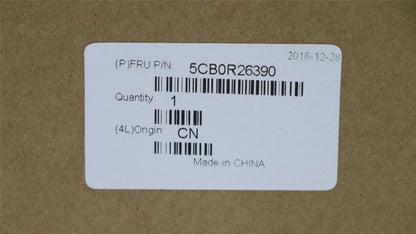 2018-12-28
(P)FRU P/N: 5CB0R26390
Quantity: 1
(4L)Origin: CN
Made in CHINA